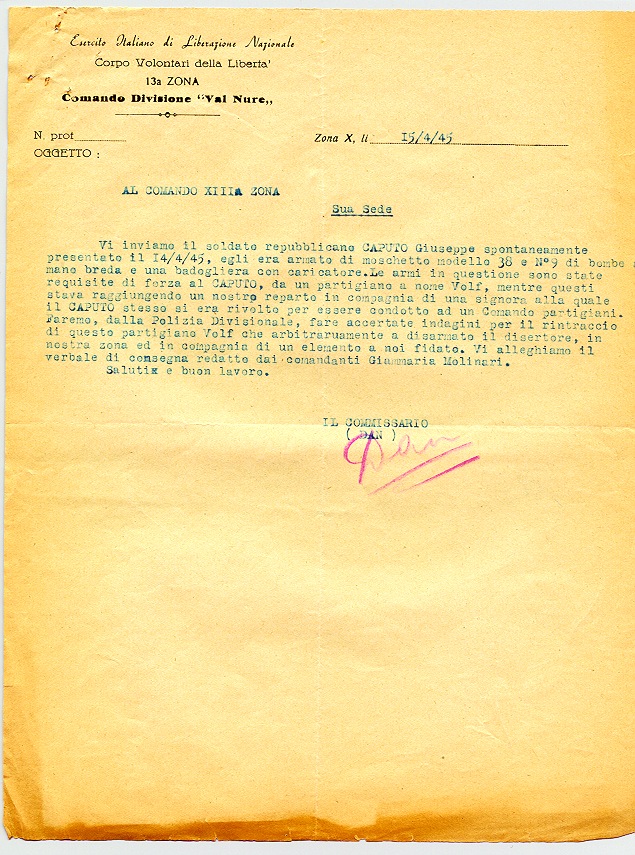 Esercito Italiano di Liberazione Nazionale
Corpo Volontari della Libertà'
13a ZONA
Comando Divisione "Val Nure„
N. prot
Zona X, li 15/4/45
OGGETTO :
AL COMANDO XIIIa ZONA
Sua Sede
Vi inviamo il soldato repubblicano CAPUTO Giuseppe spontaneamente
presentato il 14/4/45, egli era armato di moschetto modello 38 e N°9 di bombe a
mano breda e una badogliera con caricatore.Le armi in questione sono state
requisite di forza al CAPUTO, da un partigiano a nome Volf, mentre questi
stava raggiungendo un nostro reparto in compagnia di una signora alla quale
il CAPUTO stesso si era rivolto per essere condotto ad un Comando partigiani.
Faremo, dalla Polizia Divisionale, fare accertate indagini per il rintraccio
di questo partigiano Volf che arbitraruamente a disarmato il disertore, in
nostra zona ed in compagnia di un elemento a noi fidato. Vi alleghiamo il
verbale di consegna redatto dai comandanti Giammaria Molinari.
Salutix e buon lavoro.
IL COMMISSARIO
( DAN )
Dan